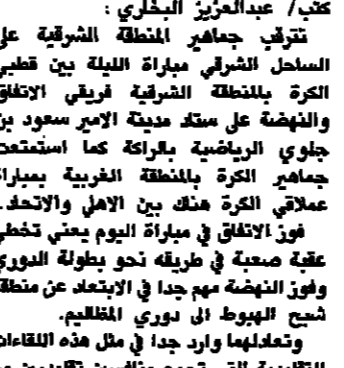 كتب/ عبدالعزيز البخاري :
تترقب جماهير المنطقة الشرقية على
الساحل الشرقي مباراة الليلة بين قطبي
الكرة بالمنطقة الشرقية فريقي الاتفاق
والنهضة على ستاد مدينة الامير سعود بن
جلوي الرياضية بالراكة كما استمتعت
جماهير الكرة بالمنطقة الغربية بمباراة
عملاقي الكرة هناك بين الاهلي والاتحاد.
فوز الاتفاق في مباراة اليوم يعني تخطي
عقبة صعبة في طريقه نحو بطولة الدوري
وفوز النهضة مهم جدا في الابتعاد عن منطقة
شبح الهبوط الى دوري المظاليم.
وتعادلهما وارد جدا في مثل هذه اللقاءات